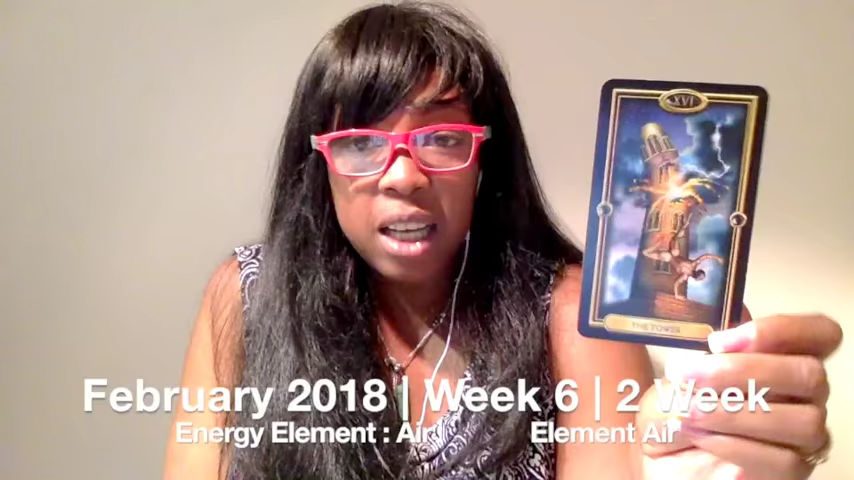 XVI
THE TOWER
February 2018 | Week 6 | 2 Week
Energy Element : Air Element Air